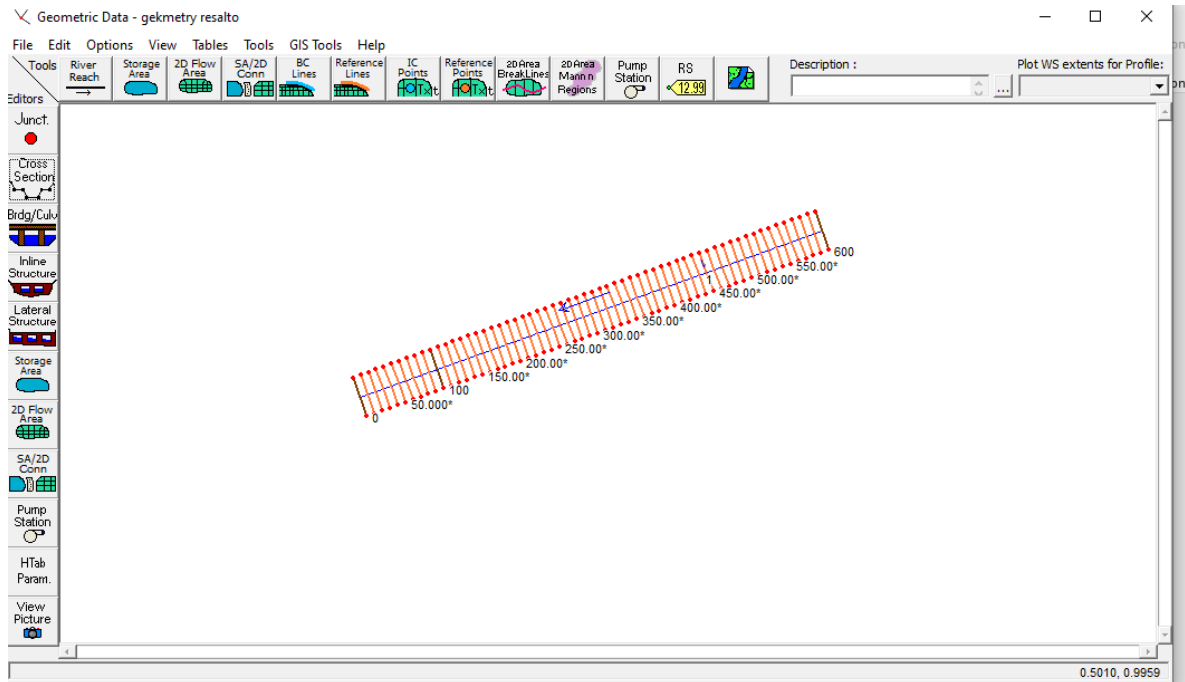 Geometric Data - gekmetry resalto
File Edit Options View Tables Tools GIS Tools Help
Tools
Editors
River
Reach
Storage
Area
2D Flow
Area
SA/2D
Conn
BC
Lines
Reference
Lines
IC
Points
Reference
Points
2D Area
BreakLines
2D Area
Mann n
Regions
Pump
Station
RS
12.99
Description :
...
Plot WS extents for Profile:
Junct.
Cross
Section
Brdg/Culv
Inline
Structure
Lateral
Structure
Storage
Area
2D Flow
Area
SA/2D
Conn
Pump
Station
HTab
Param.
View
Picture
600
550.00*
500.00*
1
450.00*
400.00*
350.00*
300.00*
250.00*
200.00*
150.00*
100
50.000*
0
0.5010, 0.9959